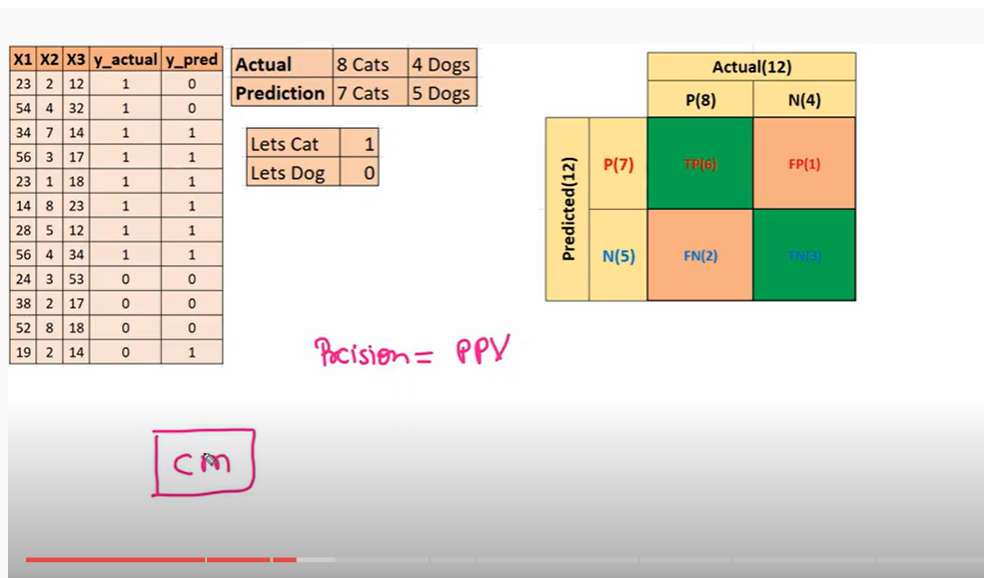 X1 X2 X3 y_actual y_pred
23 2 12 1 0
54 4 32 1 0
34 7 14 1 1
56 3 17 1 1
23 1 18 1 1
14 8 23 1 1
28 5 12 1 1
56 4 34 1 1
24 3 53 0 0
38 2 17 0 0
52 8 18 0 0
19 2 14 0 1
Actual 8 Cats 4 Dogs
Prediction 7 Cats 5 Dogs
Lets Cat 1
Lets Dog 0
Actual(12)
P(8) N(4)
Predicted(12)
P(7) TP(6) FP(1)
N(5) FN(2) TN(3)
Pcision = PPV
cm